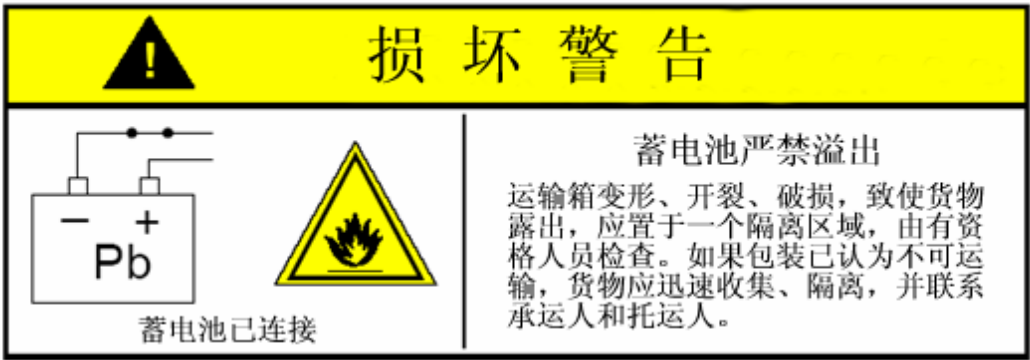 损坏警告
- +
Pb
蓄电池已连接
蓄电池严禁溢出
运输箱变形、开裂、破损，致使货物
露出，应置于一个隔离区域，由有资
格人员检查。如果包装已认为不可运
输，货物应迅速收集、隔离，并联系
承运人和托运人。